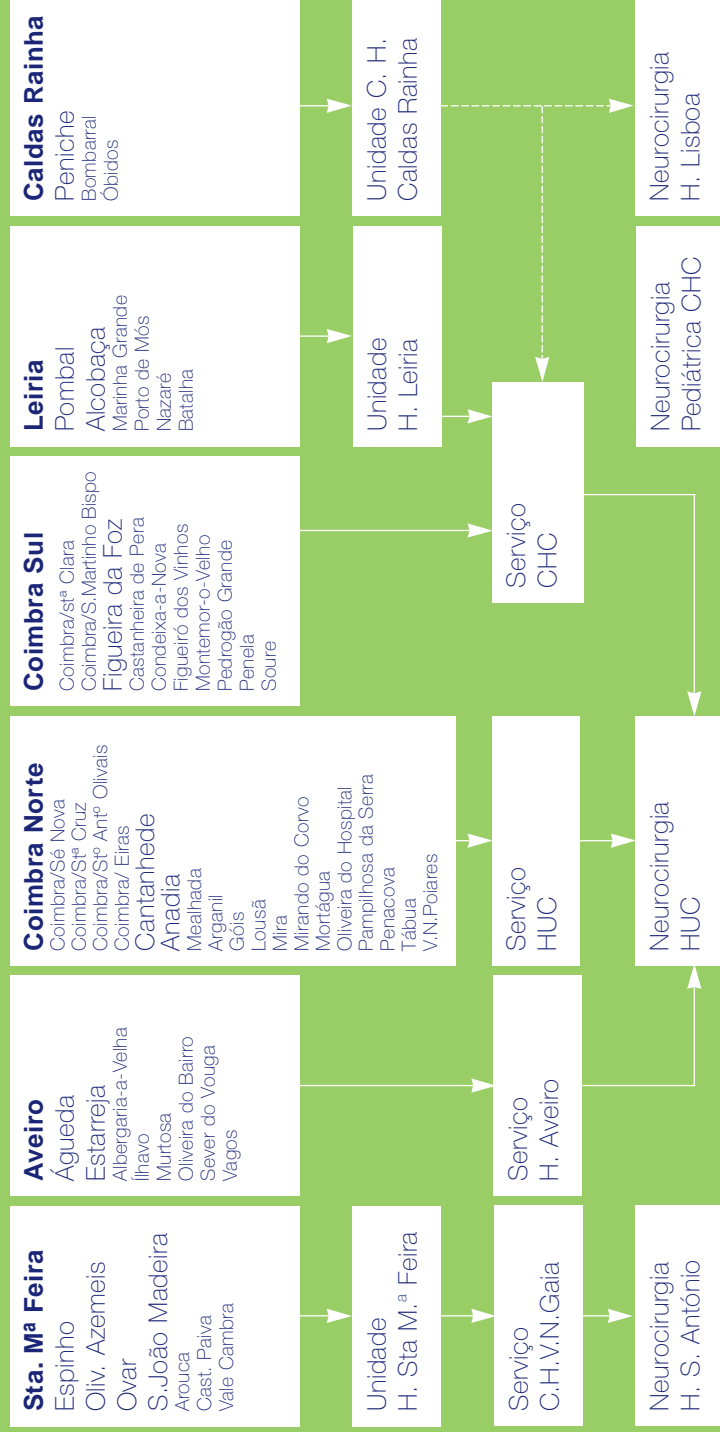 Sta. Mª Feira
Espinho
Oliv. Azemeis
Ovar
S.João Madeira
Arouca
Cast. Paiva
Vale Cambra
Unidade
H. Sta M.ª Feira
Serviço
C.H.V.N.Gaia
Neurocirurgia
H. S. António
Aveiro
Águeda
Estarreja
Albergaria-a-Velha
Ílhavo
Murtosa
Oliveira do Bairro
Sever do Vouga
Vagos
Serviço
H. Aveiro
Coimbra Norte
Coimbra/Sé Nova
Coimbra/Stª Cruz
Coimbra/Stº Antº Olivais
Coimbra/ Eiras
Cantanhede
Anadia
Mealhada
Arganil
Góis
Lousã
Mira
Mirando do Corvo
Mortágua
Oliveira do Hospital
Pampilhosa da Serra
Penacova
Tábua
V.N.Poiares
Serviço
HUC
Neurocirurgia
HUC
Coimbra Sul
Coimbra/stª Clara
Coimbra/S.Martinho Bispo
Figueira da Foz
Castanheira de Pera
Condeixa-a-Nova
Figueiró dos Vinhos
Montemor-o-Velho
Pedrogão Grande
Penela
Soure
Serviço
CHC
Leiria
Pombal
Alcobaça
Marinha Grande
Porto de Mós
Nazaré
Batalha
Unidade
H. Leiria
Neurocirurgia
Pediátrica CHC
Caldas Rainha
Peniche
Bombarral
Óbidos
Unidade C. H.
Caldas Rainha
Neurocirurgia
H. Lisboa